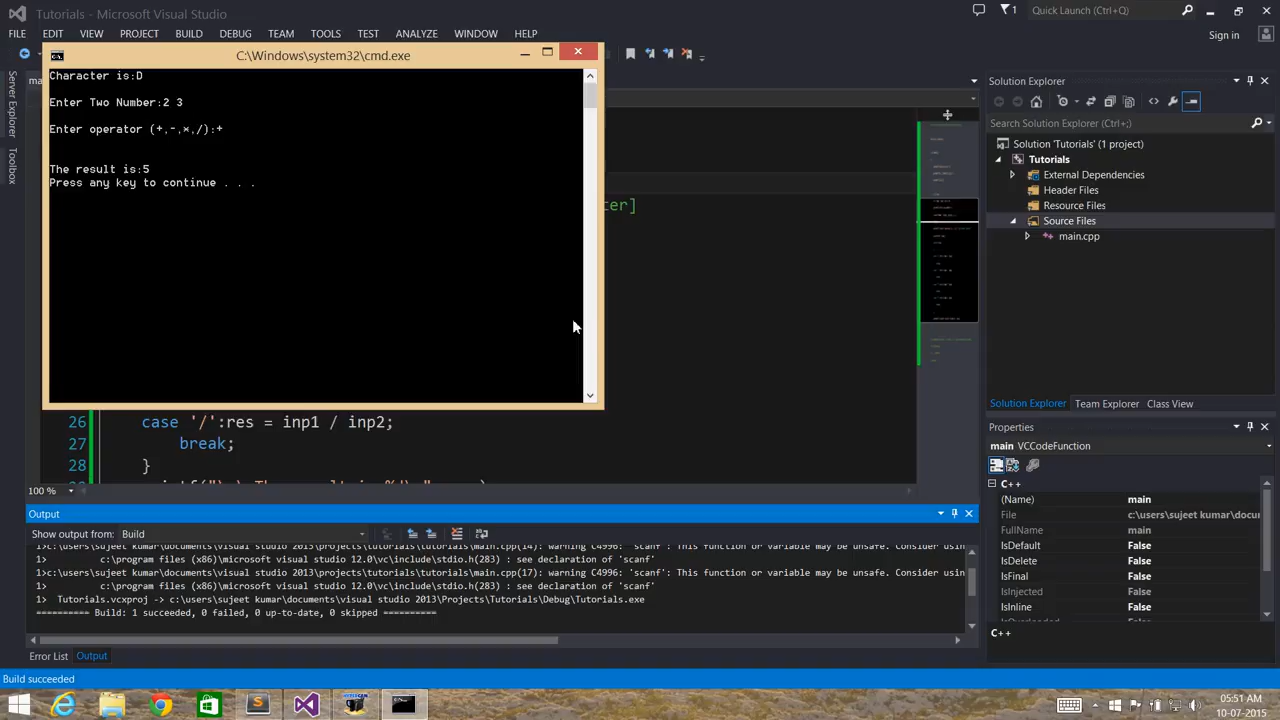 Tutorials - Microsoft Visual Studio
1
Quick Launch (Ctrl+Q)
FILE EDIT VIEW PROJECT BUILD DEBUG TEAM TOOLS TEST ANALYZE WINDOW HELP
Sign in
C:\Windows\system32\cmd.exe
Character is:D
Enter Two Number:2 3
Enter operator (+,-,*,/):+
The result is:5
Press any key to continue . . .
Server Explorer
Toolbox
ter]
26 case '/':res = inp1 / inp2;
27 break;
28 }
100 %
Solution Explorer
Search Solution Explorer (Ctrl+;)
Solution 'Tutorials' (1 project)
Tutorials
External Dependencies
Header Files
Resource Files
Source Files
main.cpp
Solution Explorer Team Explorer Class View
Properties
main VCCodeFunction
C++
(Name) main
File c:\users\sujeet kumar\docum
FullName main
IsDefault False
IsDelete False
IsFinal False
IsInjected False
IsInline False
IsOverloaded False
C++
Output
Show output from: Build
1>c:\users\sujeet kumar\documents\visual studio 2013\projects\tutorials\tutorials\main.cpp(14): warning C4996: 'scanf': This function or variable may be unsafe. Consider usin
1> c:\program files (x86)\microsoft visual studio 12.0\vc\include\stdio.h(283) : see declaration of 'scanf'
1>c:\users\sujeet kumar\documents\visual studio 2013\projects\tutorials\tutorials\main.cpp(17): warning C4996: 'scanf': This function or variable may be unsafe. Consider usin
1> c:\program files (x86)\microsoft visual studio 12.0\vc\include\stdio.h(283) : see declaration of 'scanf'
1> Tutorials.vcxproj -> c:\users\sujeet kumar\documents\visual studio 2013\Projects\Tutorials\Debug\Tutorials.exe
========== Build: 1 succeeded, 0 failed, 0 up-to-date, 0 skipped ==========
Error List Output
Build succeeded
05:51 AM
10-07-2015